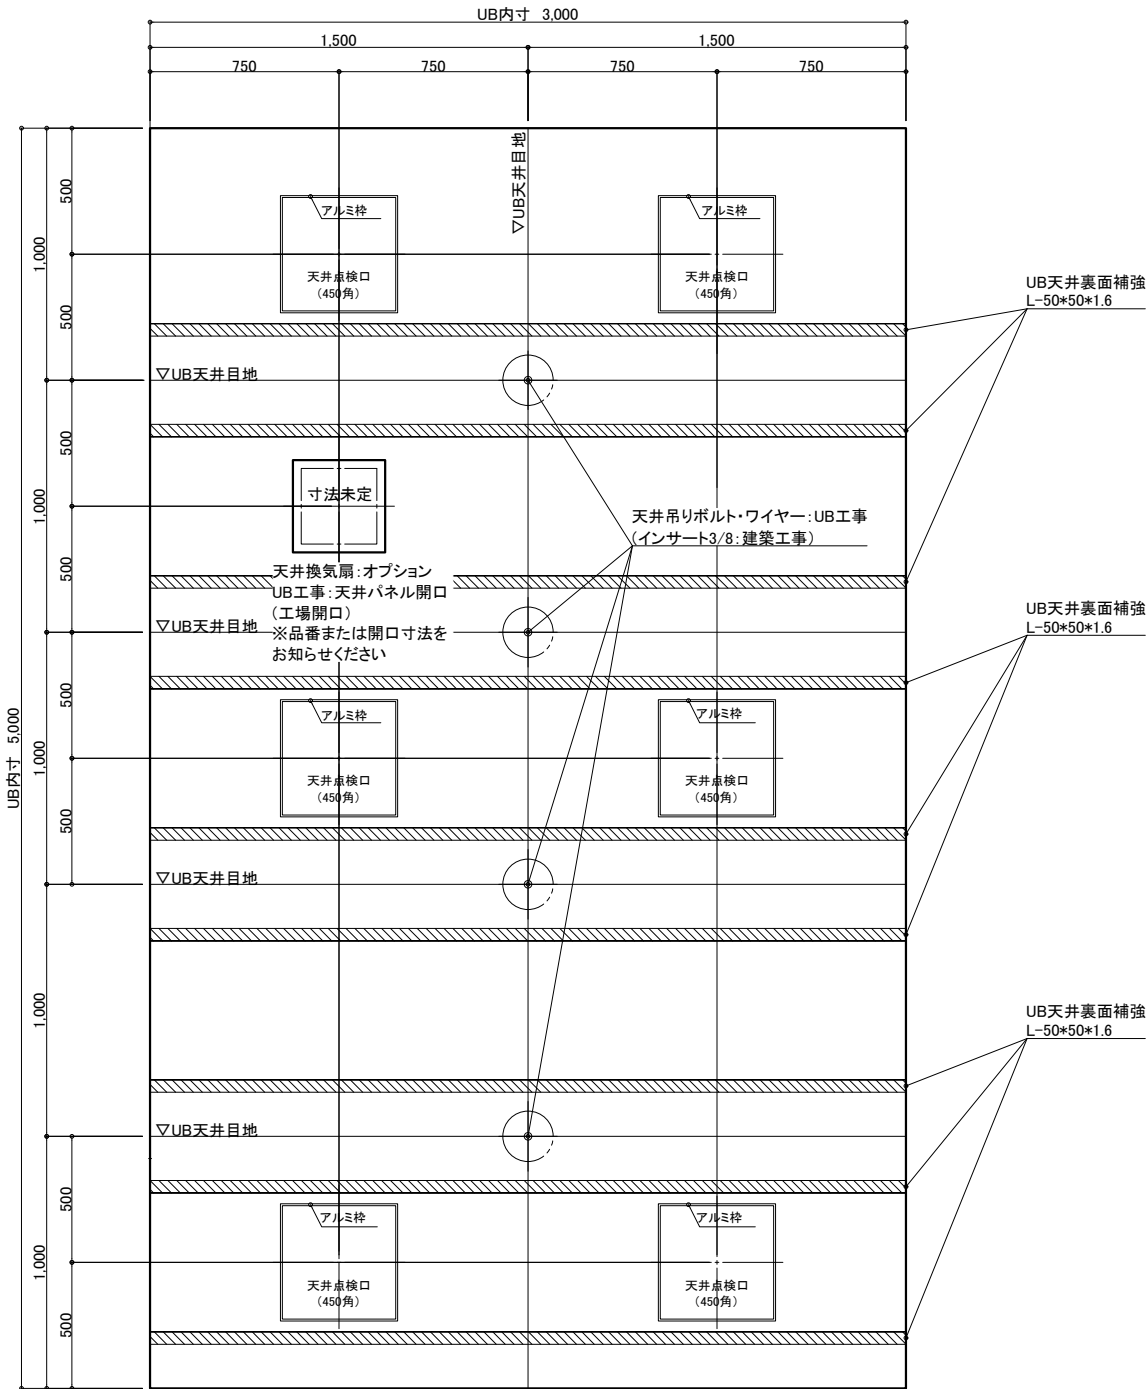 UB内寸 3,000
1,500
1,500
750
750
750
750
UB内寸 5,000
1,000
1,000
1,000
1,000
1,000
500
500
500
500
500
500
500
500
▽UB天井目地
アルミ枠
天井点検口
(450角)
アルミ枠
天井点検口
(450角)
UB天井裏面補強
L-50*50*1.6
▽UB天井目地
寸法未定
天井吊りボルト・ワイヤー:UB工事
(インサート3/8:建築工事)
天井換気扇:オプション
UB工事:天井パネル開口
(工場開口)
※品番または開口寸法を
お知らせください
▽UB天井目地
UB天井裏面補強
L-50*50*1.6
アルミ枠
天井点検口
(450角)
アルミ枠
天井点検口
(450角)
▽UB天井目地
UB天井裏面補強
L-50*50*1.6
▽UB天井目地
アルミ枠
天井点検口
(450角)
アルミ枠
天井点検口
(450角)